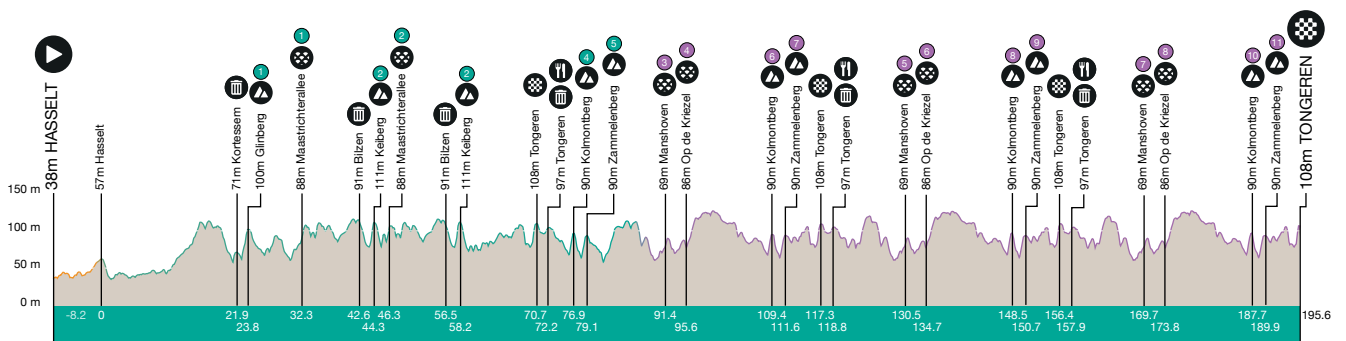 38m HASSELT
57m Hasselt
71m Kortessem
1
100m Glinberg
1
88m Maastrichterallee
91m Bilzen
2
111m Keiberg
2
88m Maastrichterallee
91m Bilzen
2
111m Keiberg
108m Tongeren
97m Tongeren
4
90m Kolmontberg
5
90m Zammelenberg
3
69m Manshoven
4
86m Op de Kriezel
6
90m Kolmontberg
7
90m Zammelenberg
108m Tongeren
97m Tongeren
5
69m Manshoven
6
86m Op de Kriezel
8
90m Kolmontberg
9
90m Zammelenberg
108m Tongeren
97m Tongeren
7
69m Manshoven
8
86m Op de Kriezel
10
90m Kolmontberg
11
90m Zammelenberg
108m TONGEREN
150 m
100 m
50 m
0 m
-8.2 0 21.9 32.3 42.6 46.3 56.5 70.7 76.9 91.4 109.4 117.3 130.5 148.5 156.4 169.7 187.7 195.6
23.8 44.3 58.2 72.2 79.1 95.6 111.6 118.8 134.7 150.7 157.9 173.8 189.9